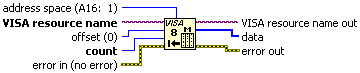 address space (A16: 1)
VISA resource name
offset (0)
count
error in (no error)
VISA
8
M
VISA resource name out
data
error out